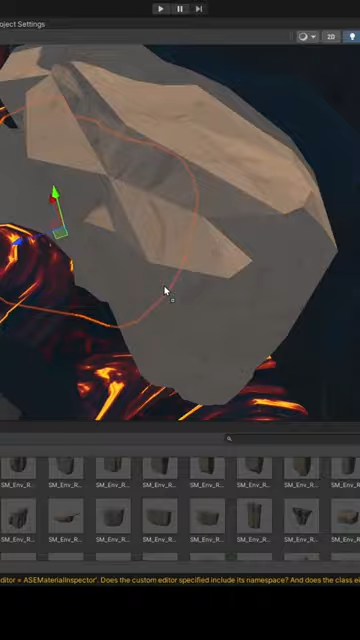 oject Settings
2D
SM_Env_R... SM_Env_R... SM_Env_R... SM_Env_R... SM_Env_R... SM_Env_R... SM_Env_R... SM_Env_R...
SM_Env_R... SM_Env_R... SM_Env_R... SM_Env_R... SM_Env_R... SM_Env_R... SM_Env_R... SM_Env_R...
ditor = ASEMaterialInspector'. Does the custom editor specified include its namespace? And does the class ei